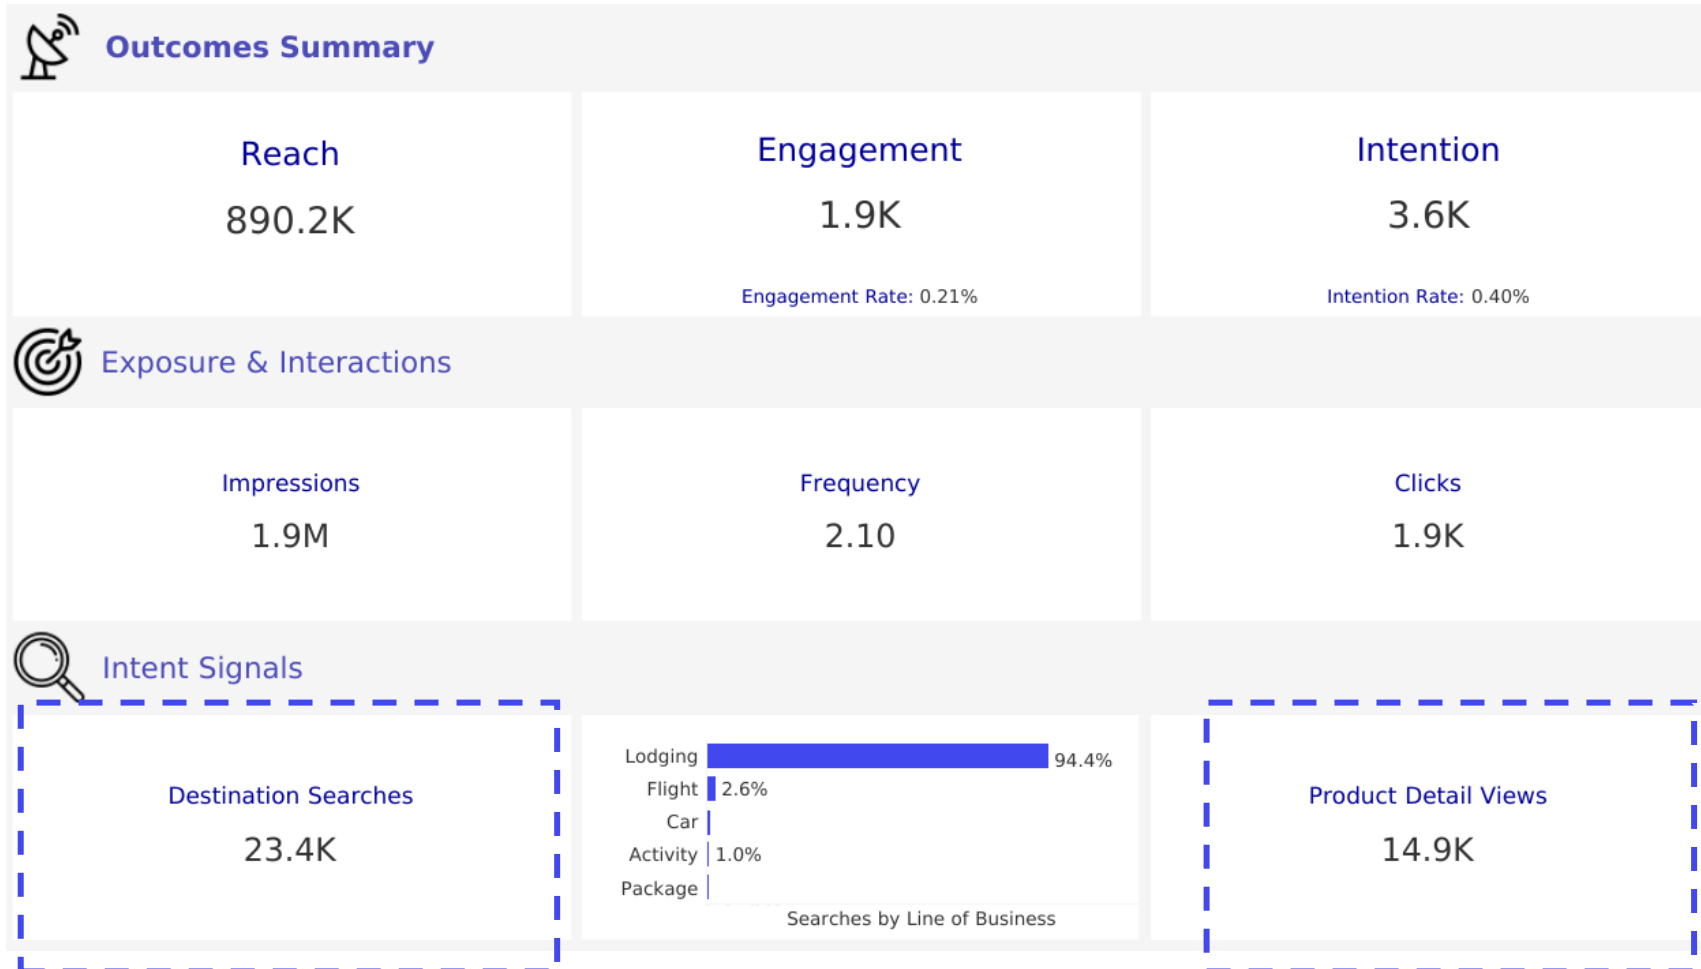 Outcomes Summary
Reach
890.2K
Engagement
1.9K
Engagement Rate: 0.21%
Intention
3.6K
Intention Rate: 0.40%
Exposure & Interactions
Impressions
1.9M
Frequency
2.10
Clicks
1.9K
Intent Signals
Destination Searches
23.4K
Lodging 94.4%
Flight 2.6%
Car
Activity 1.0%
Package
Searches by Line of Business
Product Detail Views
14.9K